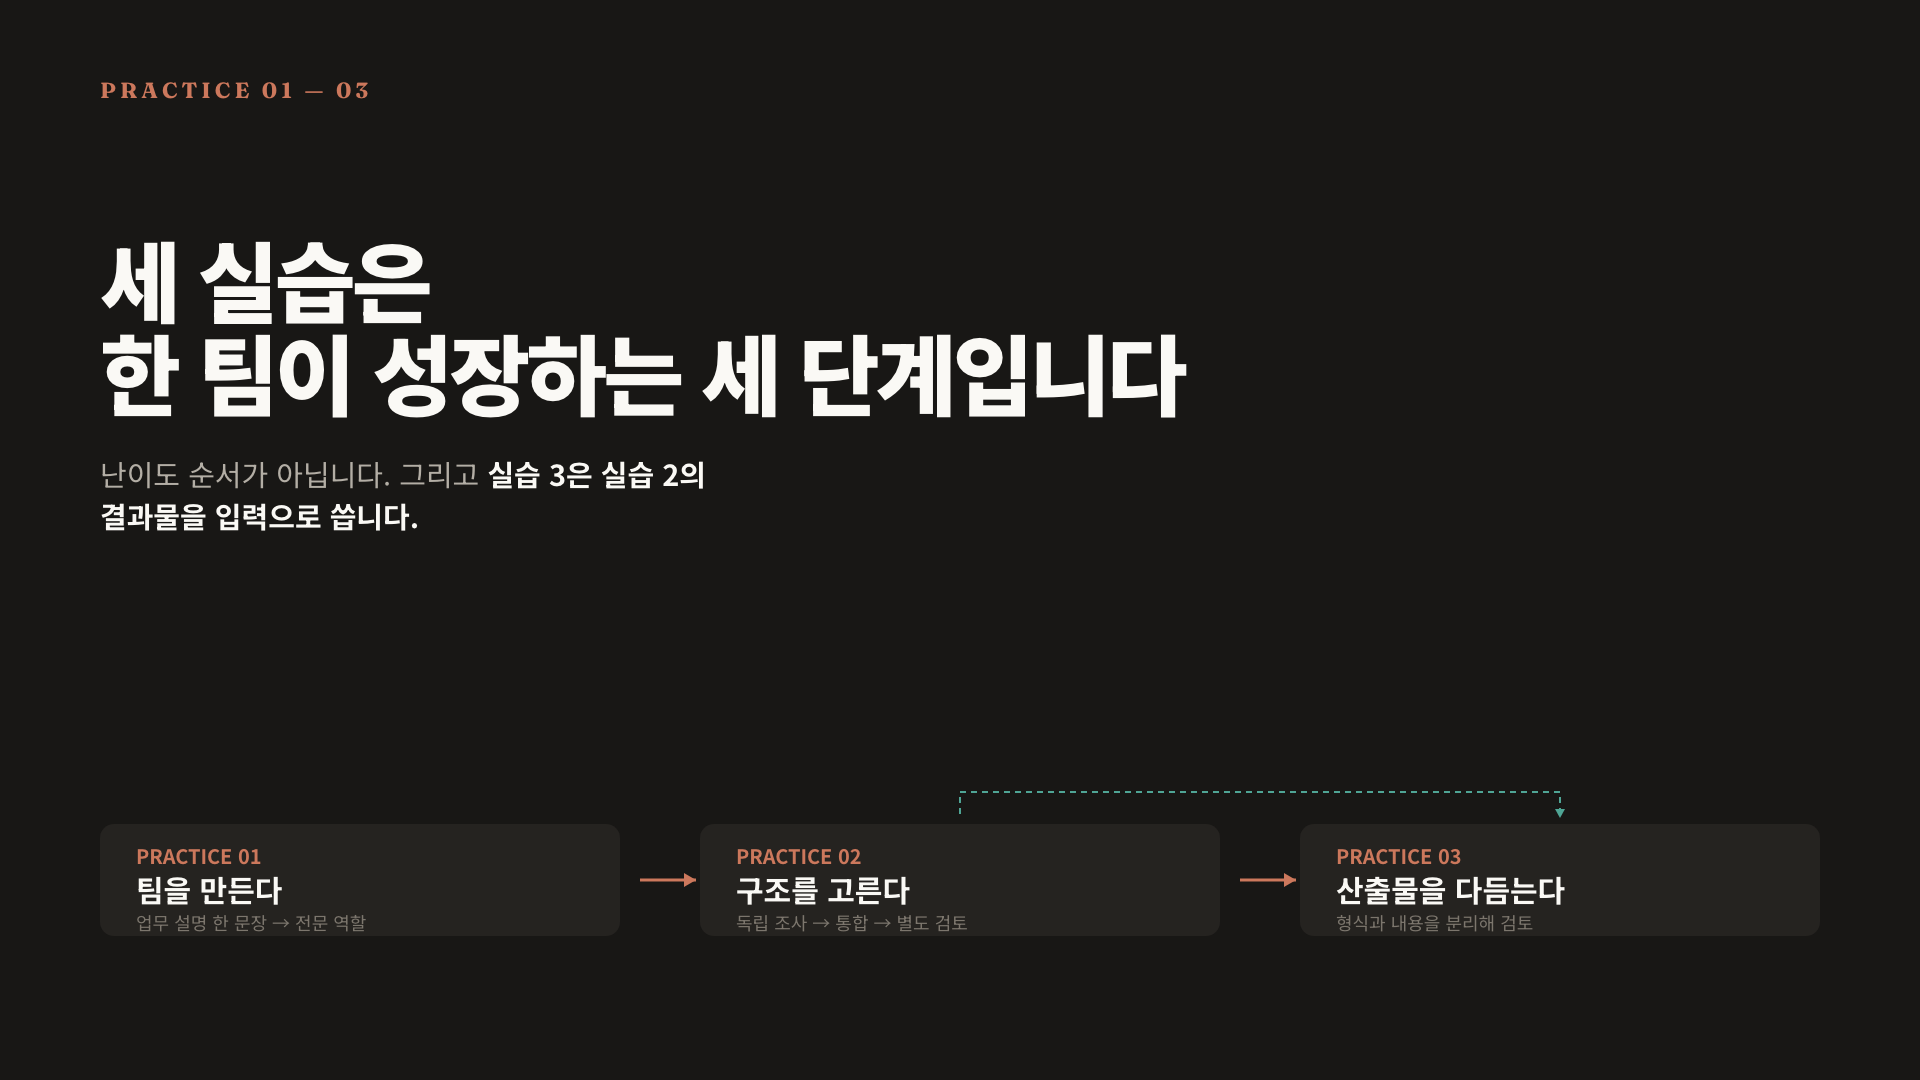 PRACTICE 01 — 03
세 실습은
한 팀이 성장하는 세 단계입니다
난이도 순서가 아닙니다. 그리고 실습 3은 실습 2의
결과물을 입력으로 씁니다.
PRACTICE 01
팀을 만든다
업무 설명 한 문장 → 전문 역할
PRACTICE 02
구조를 고른다
독립 조사 → 통합 → 별도 검토
PRACTICE 03
산출물을 다듬는다
형식과 내용을 분리해 검토